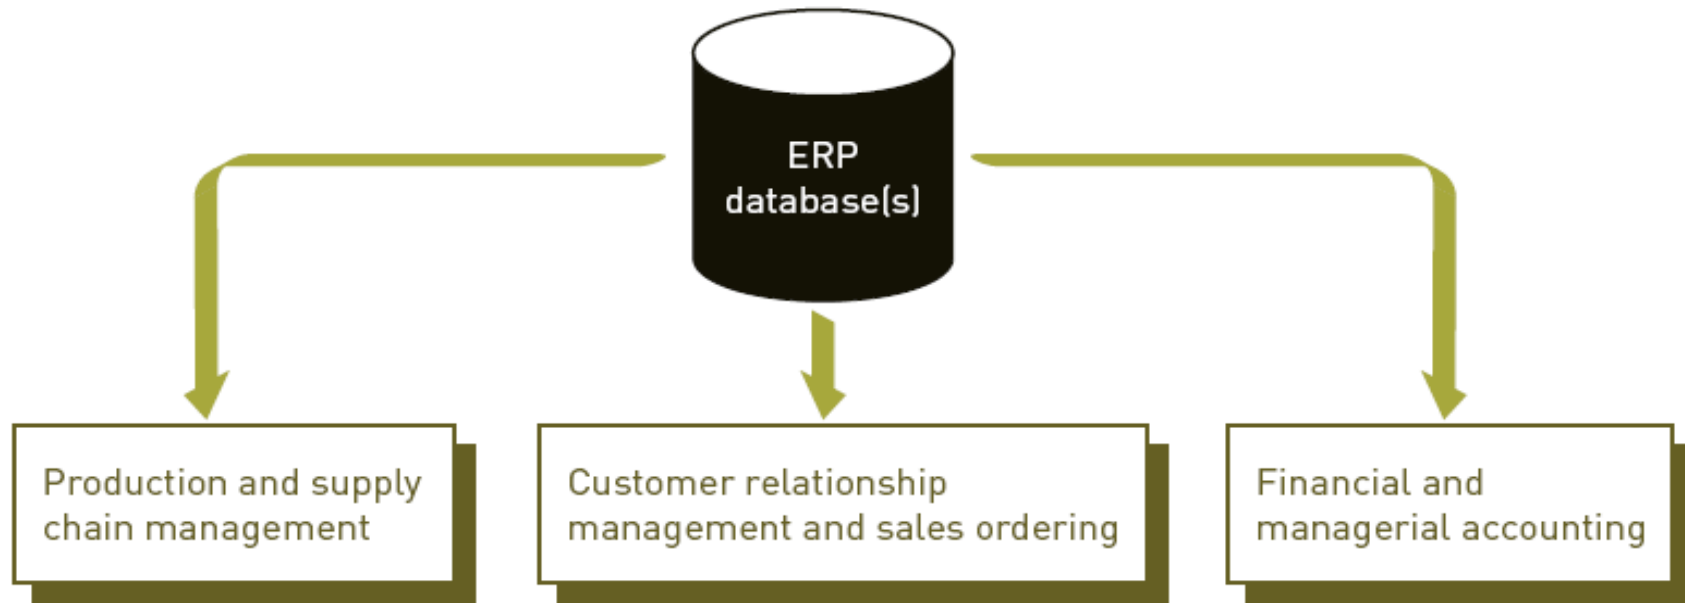 ERP
database(s)
Production and supply
chain management
Customer relationship
management and sales ordering
Financial and
managerial accounting